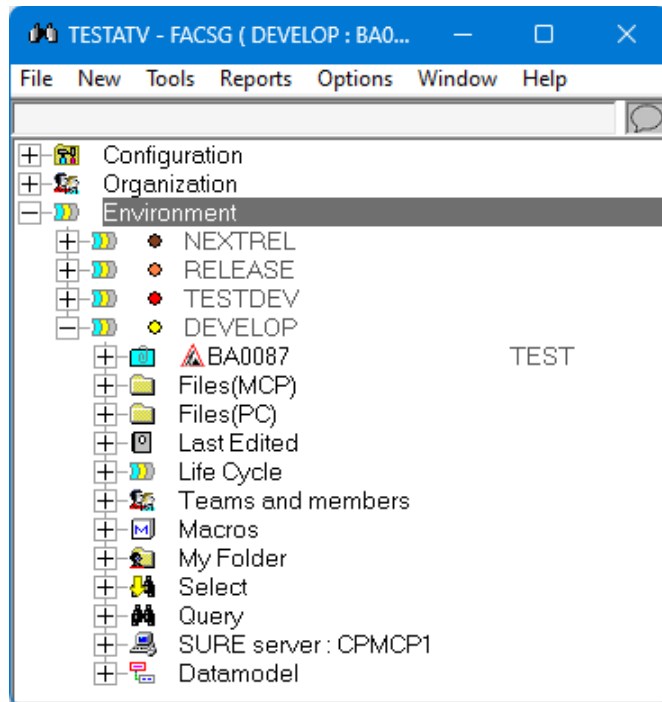 TESTATV - FACSG ( DEVELOP : BA0...
File New Tools Reports Options Window Help
Configuration
Organization
Environment
NEXTREL
RELEASE
TESTDEV
DEVELOP
BA0087 TEST
Files(MCP)
Files(PC)
Last Edited
Life Cycle
Teams and members
Macros
My Folder
Select
Query
SURE server : CPMCP1
Datamodel